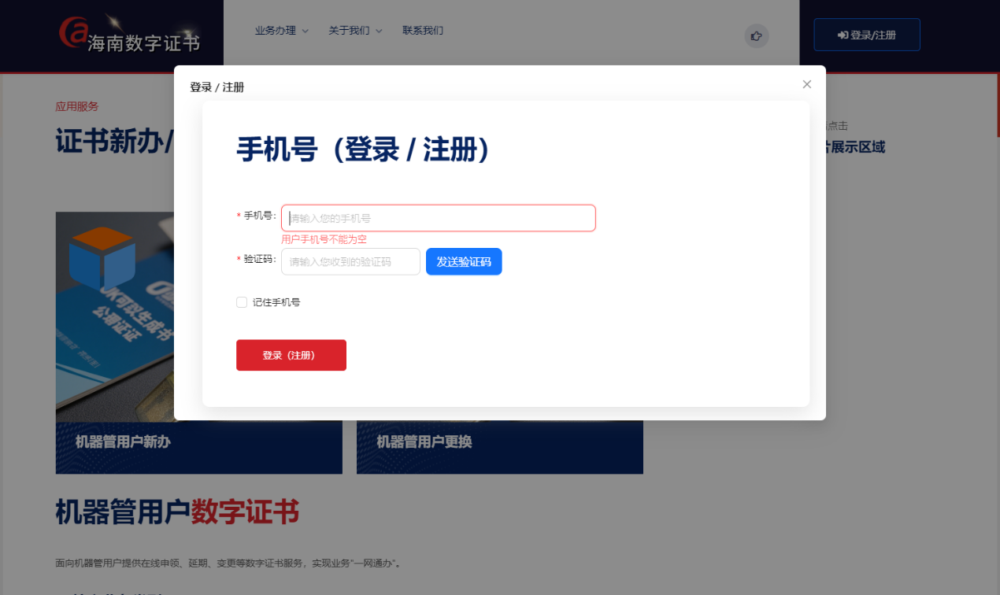 海南数字证书
业务办理
关于我们
联系我们
登录/注册
登录 / 注册
应用服务
证书新办/
点击
片展示区域
手机号（登录 / 注册）
* 手机号:
请输入您的手机号
用户手机号不能为空
* 验证码:
请输入您收到的验证码
发送验证码
记住手机号
登录（注册）
机器管用户新办
机器管用户更换
机器管用户数字证书
面向机器管用户提供在线申领、延期、变更等数字证书服务，实现业务"一网通办"。